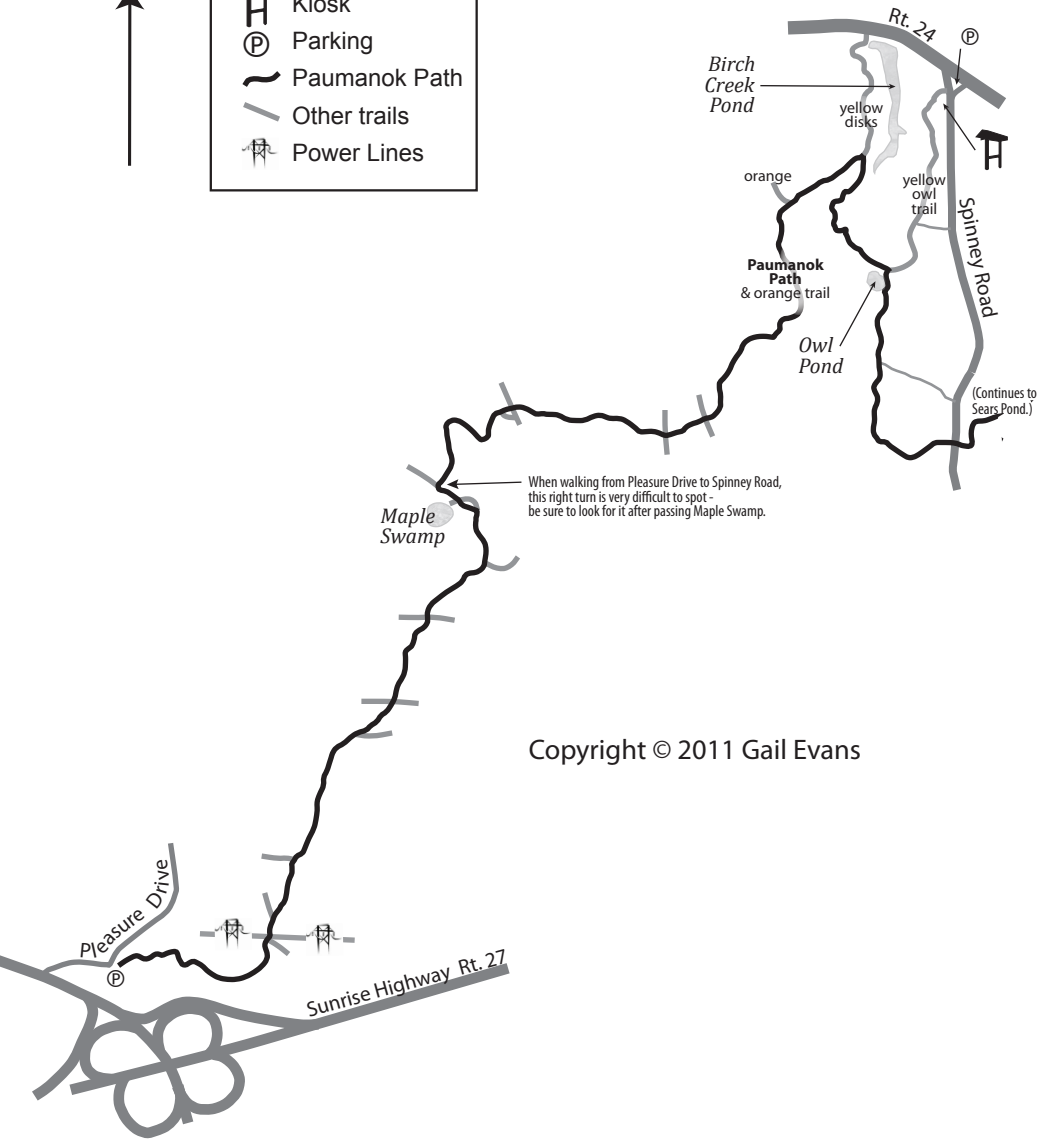 Kiosk
P Parking
Paumanok Path
Other trails
Power Lines
Rt. 24
P
Birch
Creek
Pond
yellow
disks
orange
yellow
owl
trail
Spinney Road
Paumanok
Path
& orange trail
Owl
Pond
(Continues to
Sears Pond.)
When walking from Pleasure Drive to Spinney Road,
this right turn is very difficult to spot -
be sure to look for it after passing Maple Swamp.
Maple
Swamp
Copyright © 2011 Gail Evans
Pleasure Drive
P
Sunrise Highway Rt. 27